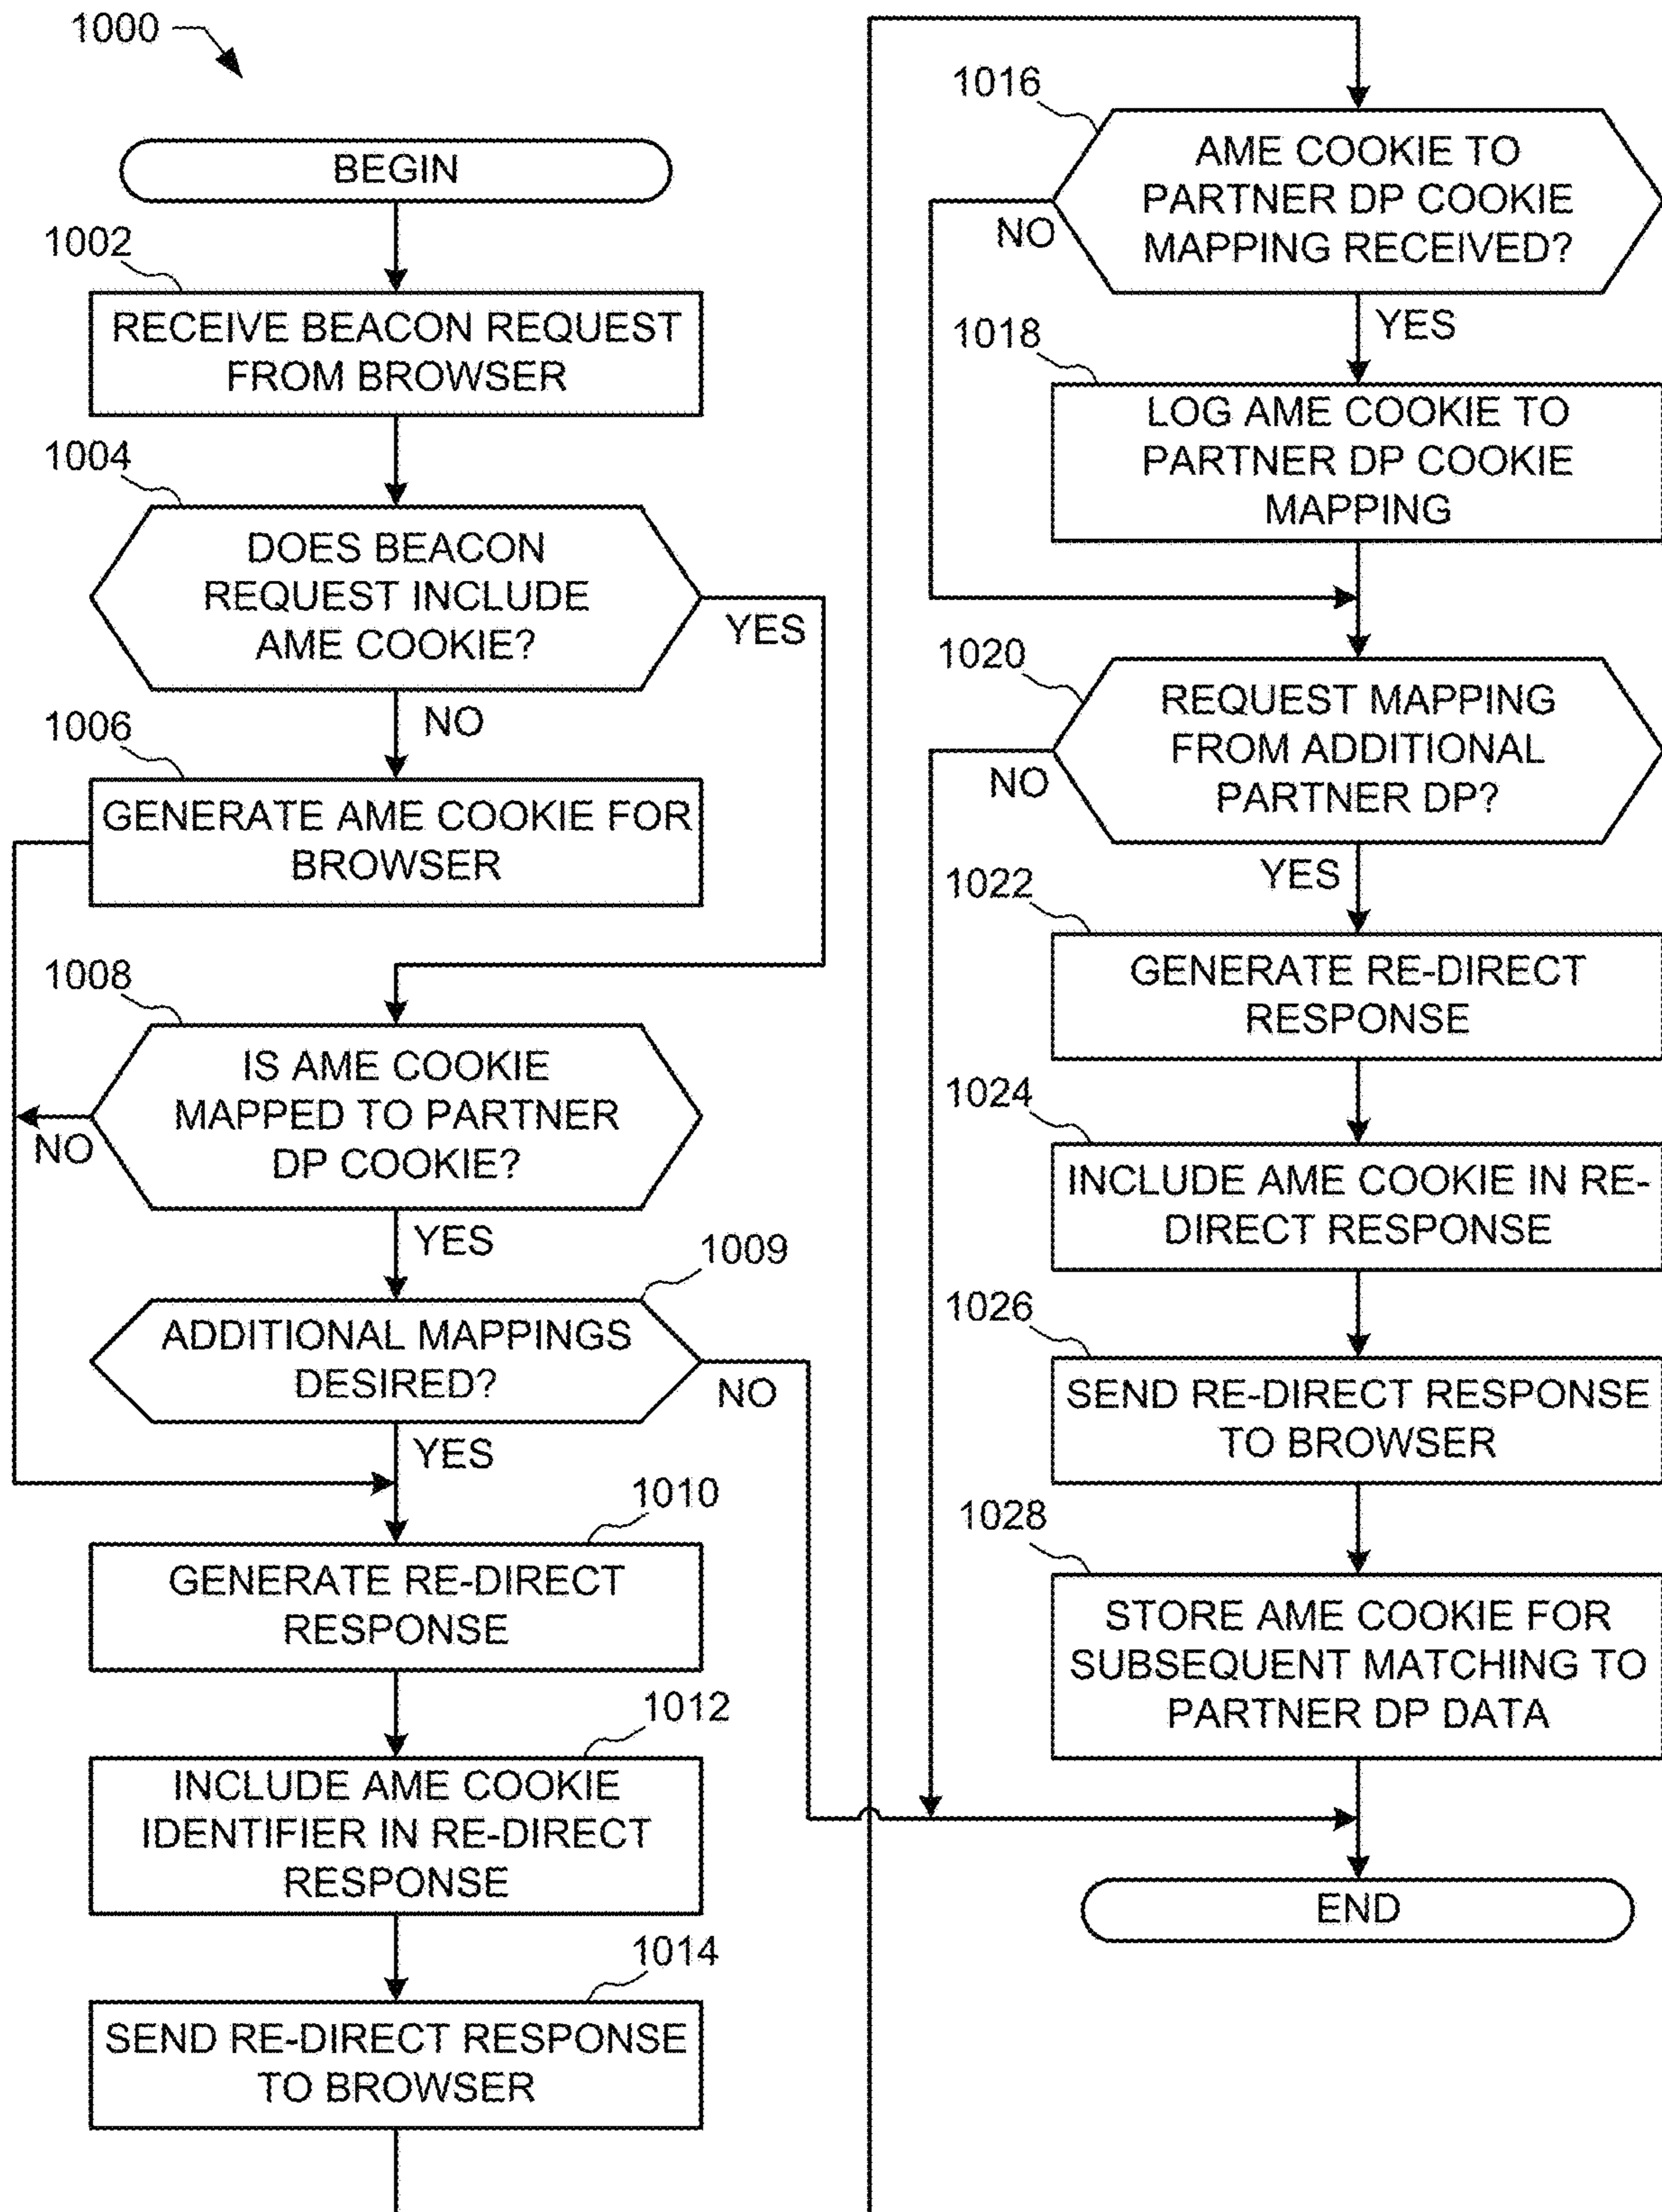 1000
BEGIN
1002
RECEIVE BEACON REQUEST
FROM BROWSER
1004
DOES BEACON
REQUEST INCLUDE
AME COOKIE?
YES
NO
1006
GENERATE AME COOKIE FOR
BROWSER
1008
IS AME COOKIE
MAPPED TO PARTNER
DP COOKIE?
NO
YES
1009
ADDITIONAL MAPPINGS
DESIRED?
NO
YES
1010
GENERATE RE-DIRECT
RESPONSE
1012
INCLUDE AME COOKIE
IDENTIFIER IN RE-DIRECT
RESPONSE
1014
SEND RE-DIRECT RESPONSE
TO BROWSER
1016
AME COOKIE TO
PARTNER DP COOKIE
MAPPING RECEIVED?
NO
YES
1018
LOG AME COOKIE TO
PARTNER DP COOKIE
MAPPING
1020
REQUEST MAPPING
FROM ADDITIONAL
PARTNER DP?
NO
YES
1022
GENERATE RE-DIRECT
RESPONSE
1024
INCLUDE AME COOKIE IN RE-
DIRECT RESPONSE
1026
SEND RE-DIRECT RESPONSE
TO BROWSER
1028
STORE AME COOKIE FOR
SUBSEQUENT MATCHING TO
PARTNER DP DATA
END